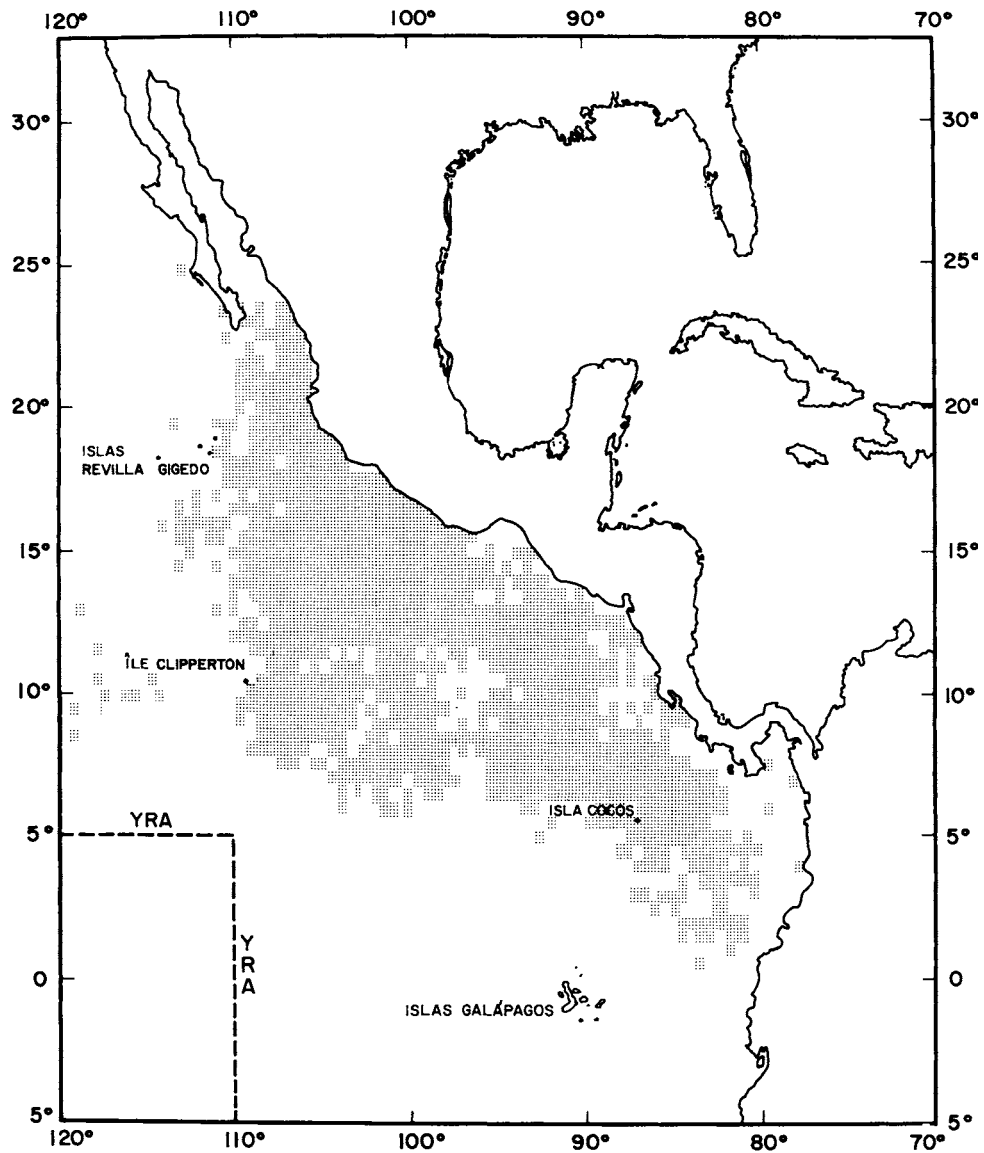 120° 110° 100° 90° 80° 70°
30° 30°
25° 25°
20° 20°
ISLAS
REVILLA GIGEDO
15° 15°
ÎLE CLIPPERTON
10° 10°
ISLA COCOS
YRA
5° 5°
YRA
0 0
ISLAS GALÁPAGOS
5° 5°
120° 110° 100° 90° 80° 70°